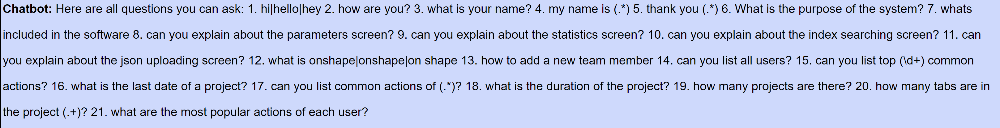 Chatbot: Here are all questions you can ask: 1. hi|hello|hey 2. how are you? 3. what is your name? 4. my name is (.*) 5. thank you (.*) 6. What is the purpose of the system? 7. whats
included in the software 8. can you explain about the parameters screen? 9. can you explain about the statistics screen? 10. can you explain about the index searching screen? 11. can
you explain about the json uploading screen? 12. what is onshape|onshape|on shape 13. how to add a new team member 14. can you list all users? 15. can you list top (\d+) common
actions? 16. what is the last date of a project? 17. can you list common actions of (.*)? 18. what is the duration of the project? 19. how many projects are there? 20. how many tabs are in
the project (.+)? 21. what are the most popular actions of each user?